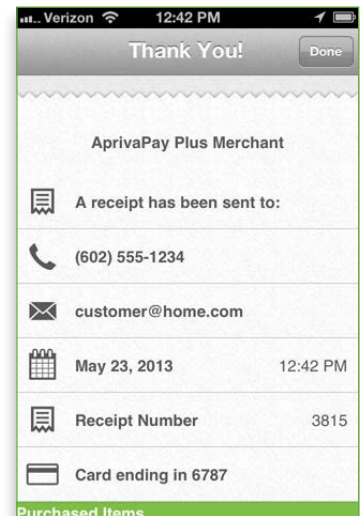 Verizon 12:42 PM
Thank You!
Done
AprivaPay Plus Merchant
A receipt has been sent to:
(602) 555-1234
customer@home.com
May 23, 2013 12:42 PM
Receipt Number 3815
Card ending in 6787
Purchased Items